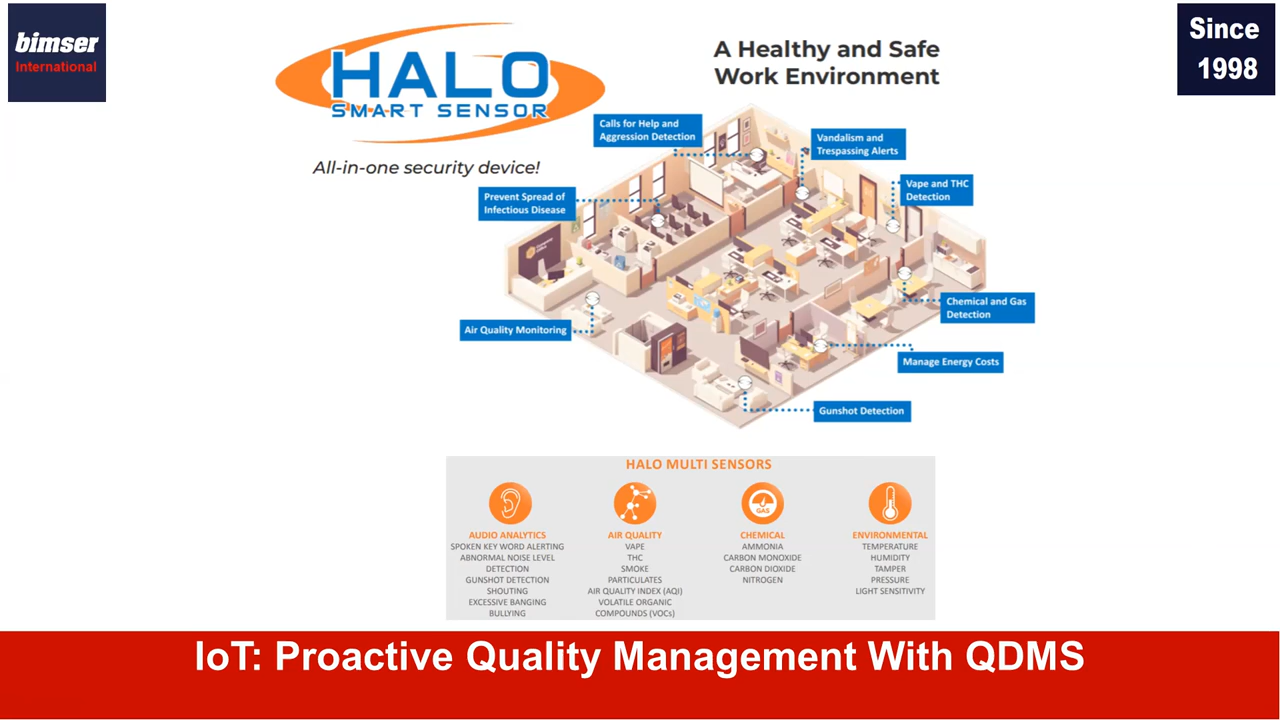 bimser
International
HALO
SMART SENSOR
All-in-one security device!
A Healthy and Safe
Work Environment
Since
1998
Calls for Help and
Aggression Detection
Vandalism and
Trespassing Alerts
Vape and THC
Detection
Prevent Spread of
Infectious Disease
Chemical and Gas
Detection
Air Quality Monitoring
Manage Energy Costs
Gunshot Detection
HALO MULTI SENSORS
AUDIO ANALYTICS
SPOKEN KEY WORD ALERTING
ABNORMAL NOISE LEVEL
DETECTION
GUNSHOT DETECTION
SHOUTING
EXCESSIVE BANGING
BULLYING
AIR QUALITY
VAPE
THC
SMOKE
PARTICULATES
AIR QUALITY INDEX (AQI)
VOLATILE ORGANIC
COMPOUNDS (VOCs)
GAS
CHEMICAL
AMMONIA
CARBON MONOXIDE
CARBON DIOXIDE
NITROGEN
ENVIRONMENTAL
TEMPERATURE
HUMIDITY
TAMPER
PRESSURE
LIGHT SENSITIVITY
IoT: Proactive Quality Management With QDMS